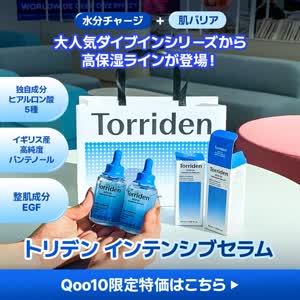 水分チャージ + 肌バリア
大人気ダイブインシリーズから
高保湿ラインが登場！
独自成分
ヒアルロン酸
5種
イギリス産
高純度
パンテノール
整肌成分
EGF
Torriden
Torriden
Torriden
Torriden
トリデン インテンシブセラム
Qoo10限定特価はこちら▶